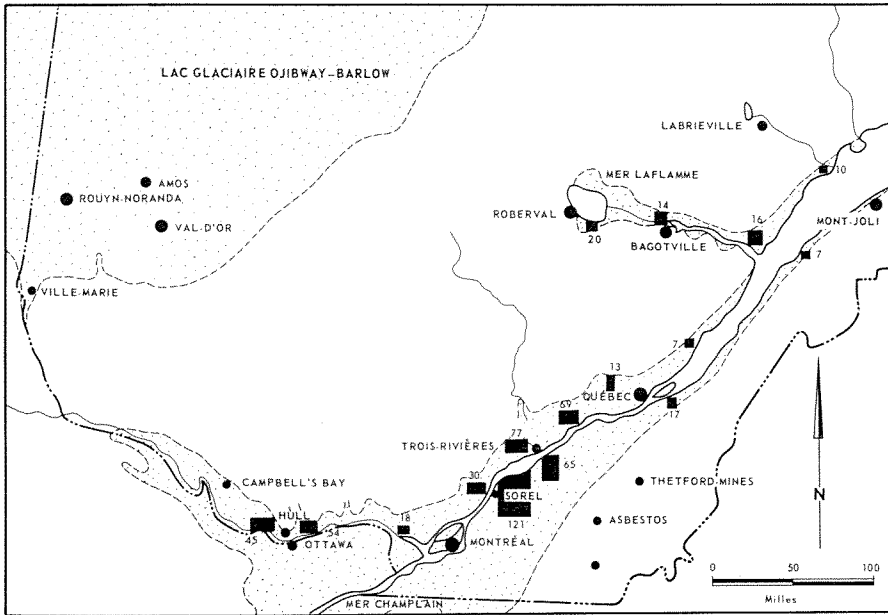 LAC GLACIAIRE OJIBWAY-BARLOW
LABRIEVILLE
10
AMOS
ROUYN-NORANDA
VAL-D'OR
MER LAFLAMME
ROBERVAL
14
16
MONT-JOLI
20
BAGOTVILLE
7
VILLE-MARIE
7
13
QUÉBEC
17
69
77
TROIS-RIVIÈRES
65
CAMPBELL'S BAY
30
SOREL
THETFORD-MINES
N
HULL
18
121
ASBESTOS
45
54
OTTAWA
MONTRÉAL
MER CHAMPLAIN
0 50 100
Milles